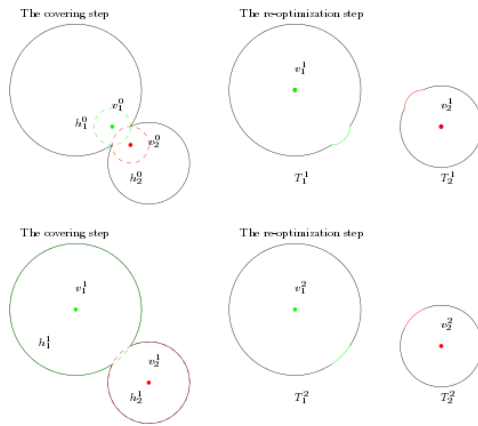 The covering step
The re-optimization step
v_1^0
h_1^0
v_2^0
h_2^0
v_1^1
T_1^1
v_2^1
T_2^1
The covering step
The re-optimization step
v_1^1
h_1^1
v_2^1
h_2^1
v_1^2
T_1^2
v_2^2
T_2^2